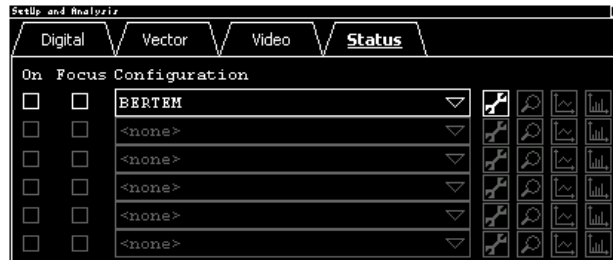 SetUp and Analysis
Digital Vector Video Status
On Focus Configuration
BERTEM
<none>
<none>
<none>
<none>
<none>